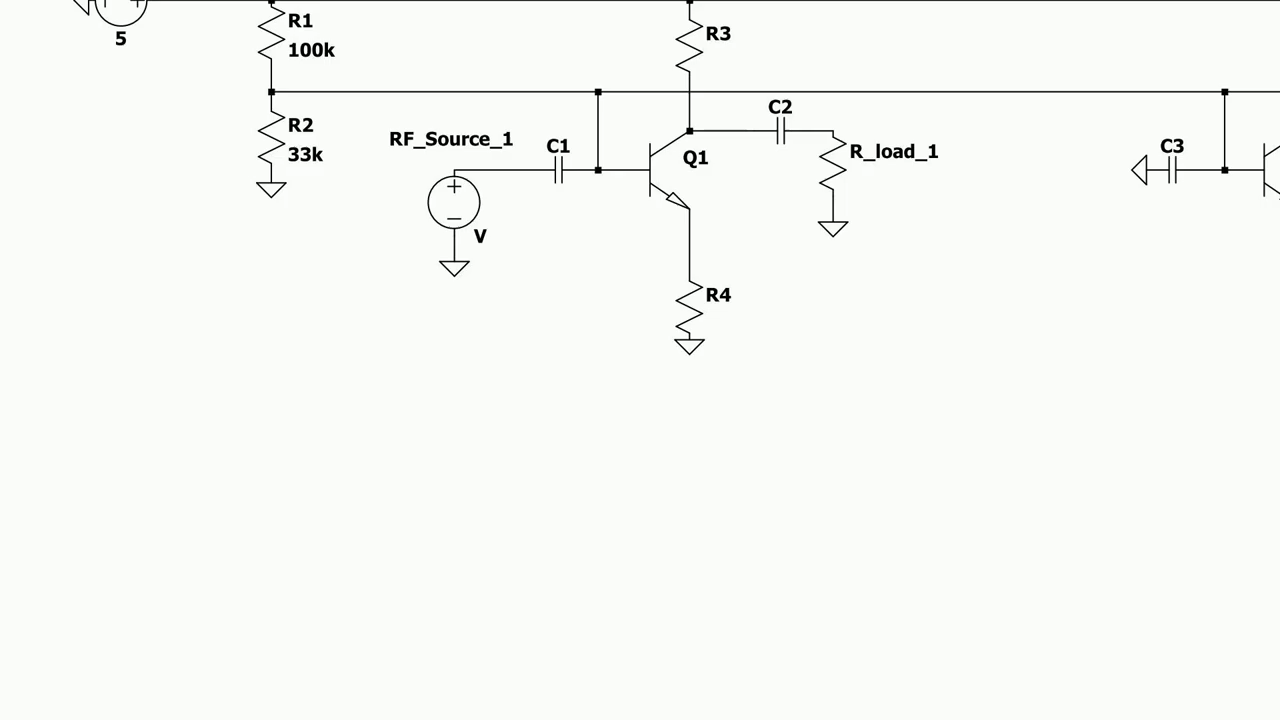 5
R1
100k
R2
33k
RF_Source_1
V
C1
R3
Q1
C2
R_load_1
R4
C3